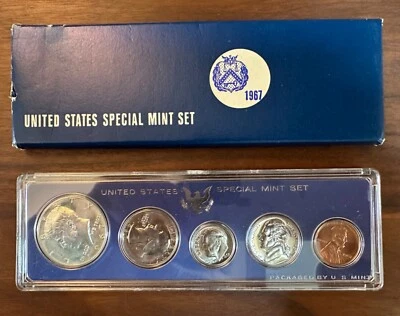 1967
UNITED STATES SPECIAL MINT SET
UNITED STATES SPECIAL MINT SET
PACKAGED BY U.S. MINT